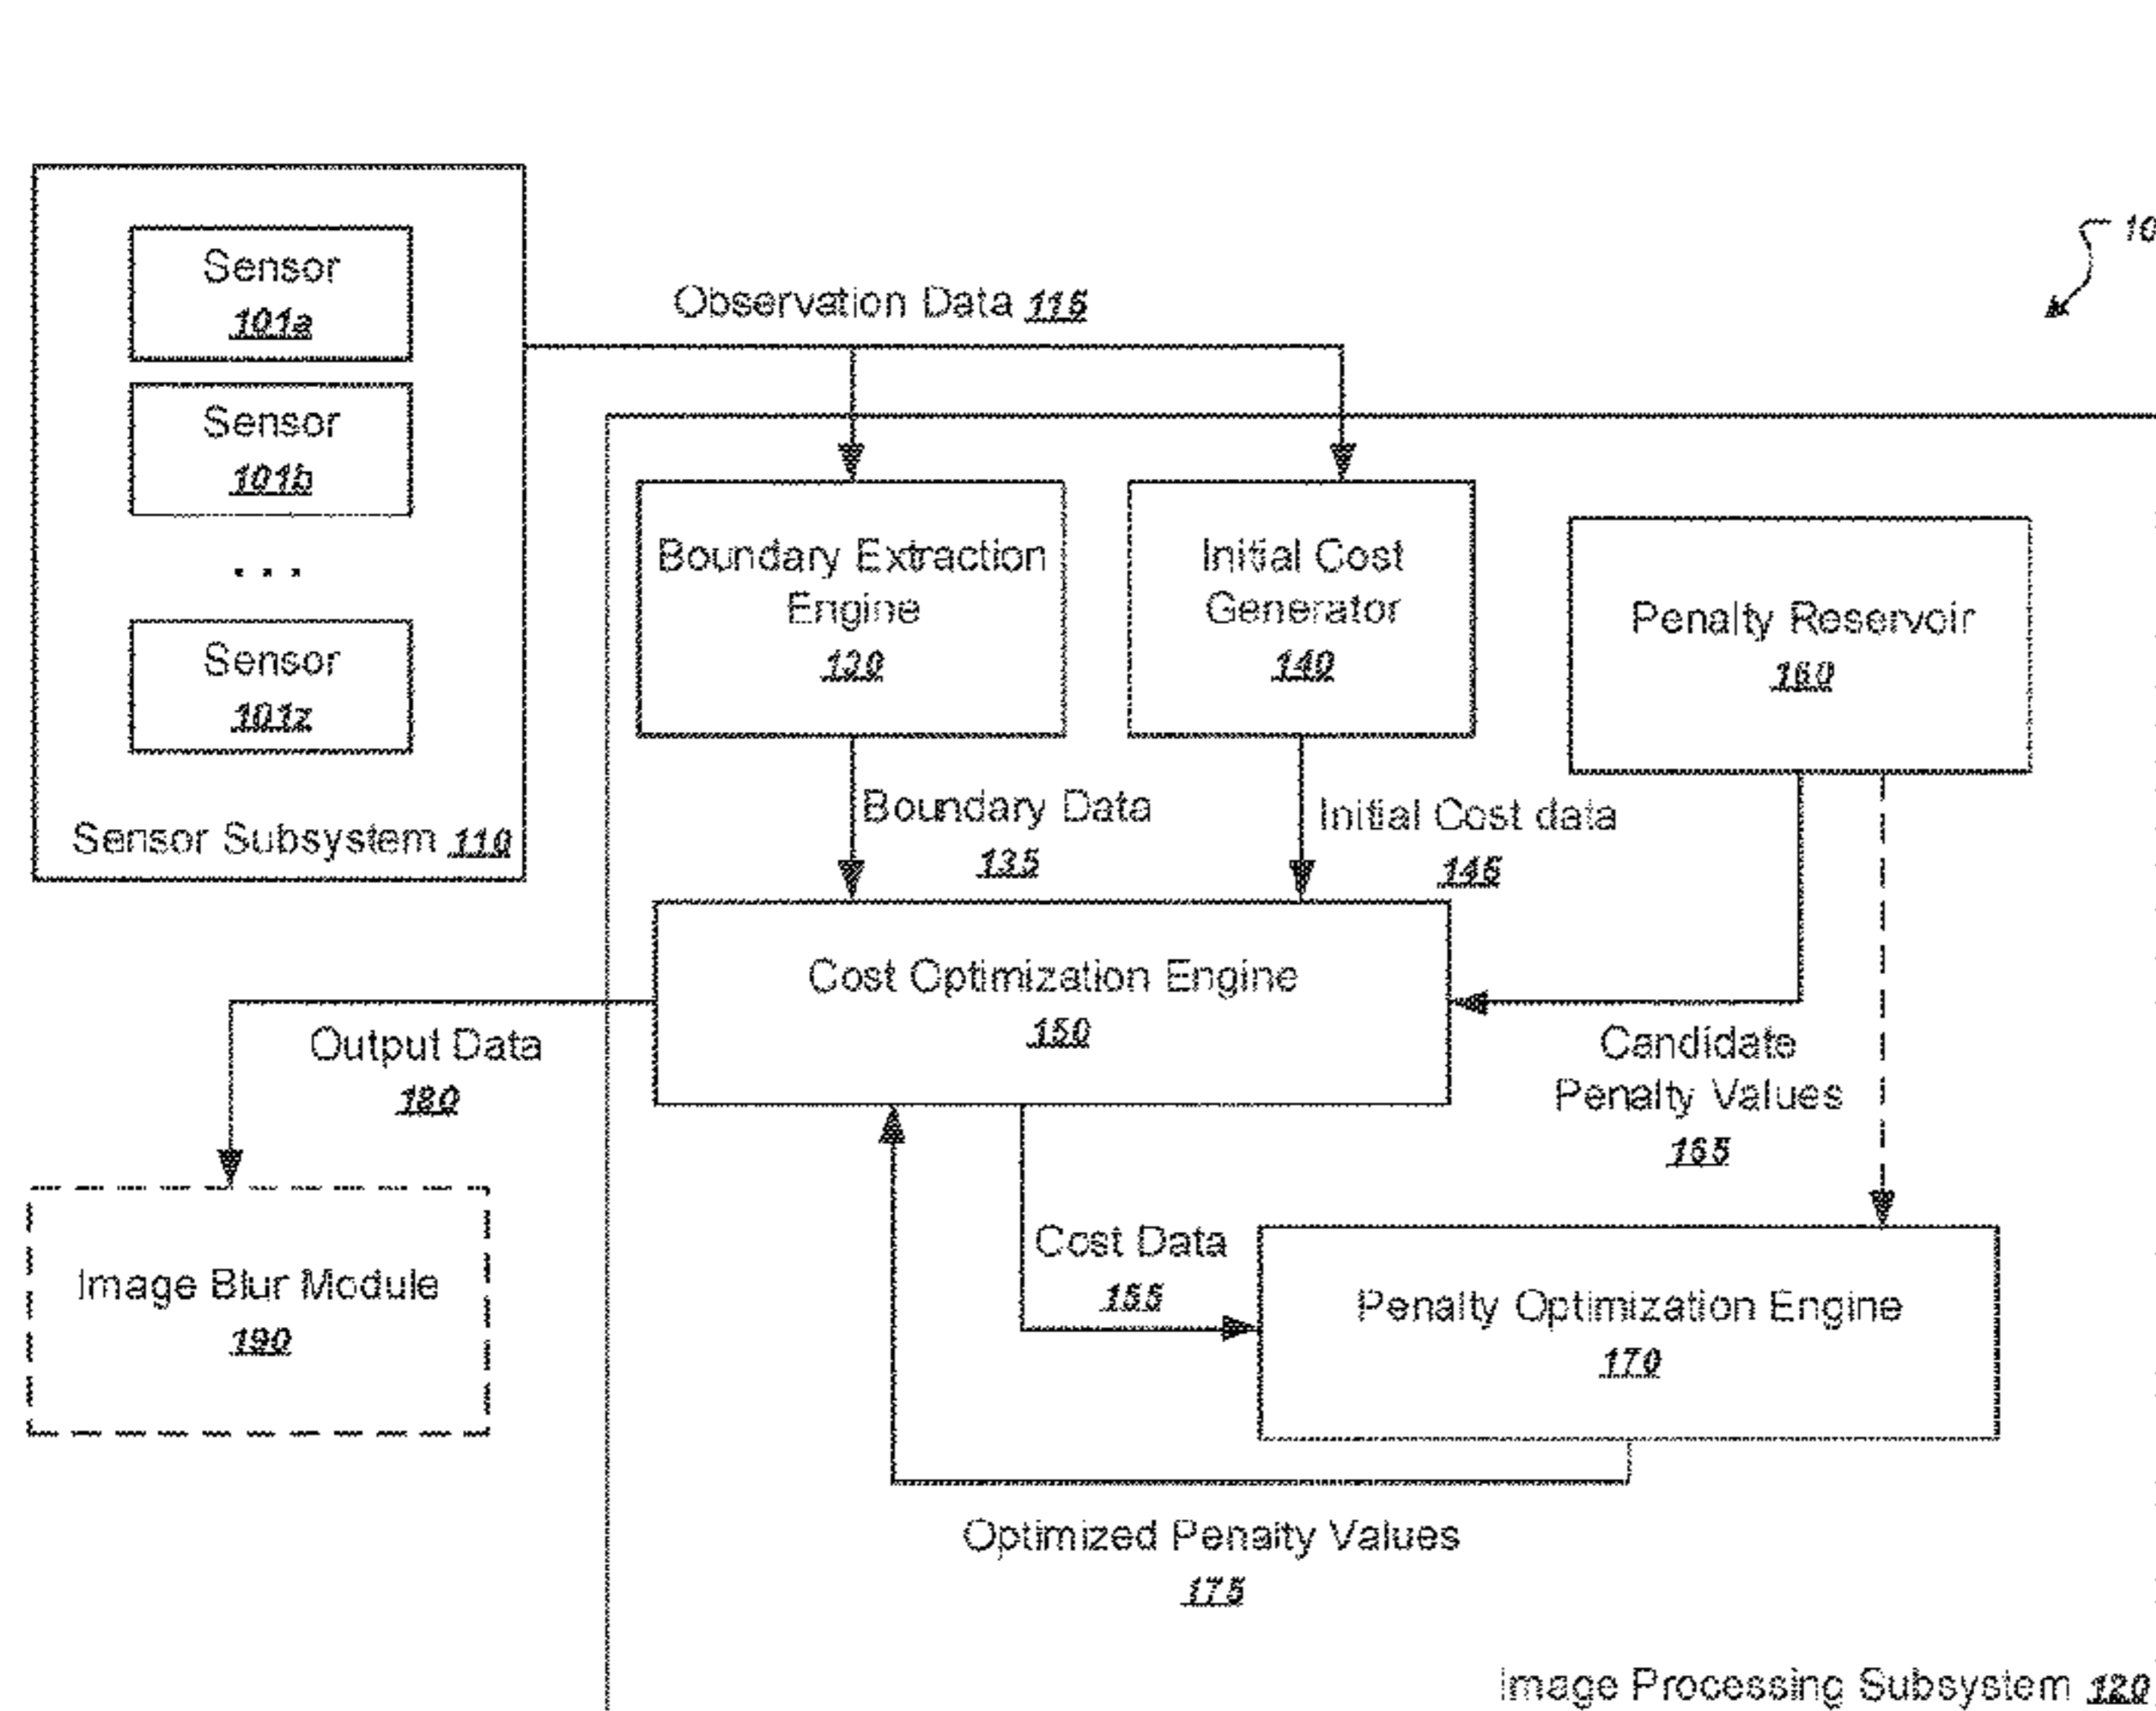 Sensor
101a
Sensor
101b
...
Sensor
101z
Sensor Subsystem 110
Observation Data 115
10
Boundary Extraction
Engine
130
Initial Cost
Generator
140
Penalty Reservoir
160
Boundary Data
135
Initial Cost data
145
Cost Optimization Engine
150
Output Data
180
Candidate
Penalty Values
165
Image Blur Module
190
Cost Data
155
Penalty Optimization Engine
170
Optimized Penalty Values
175
Image Processing Subsystem 120